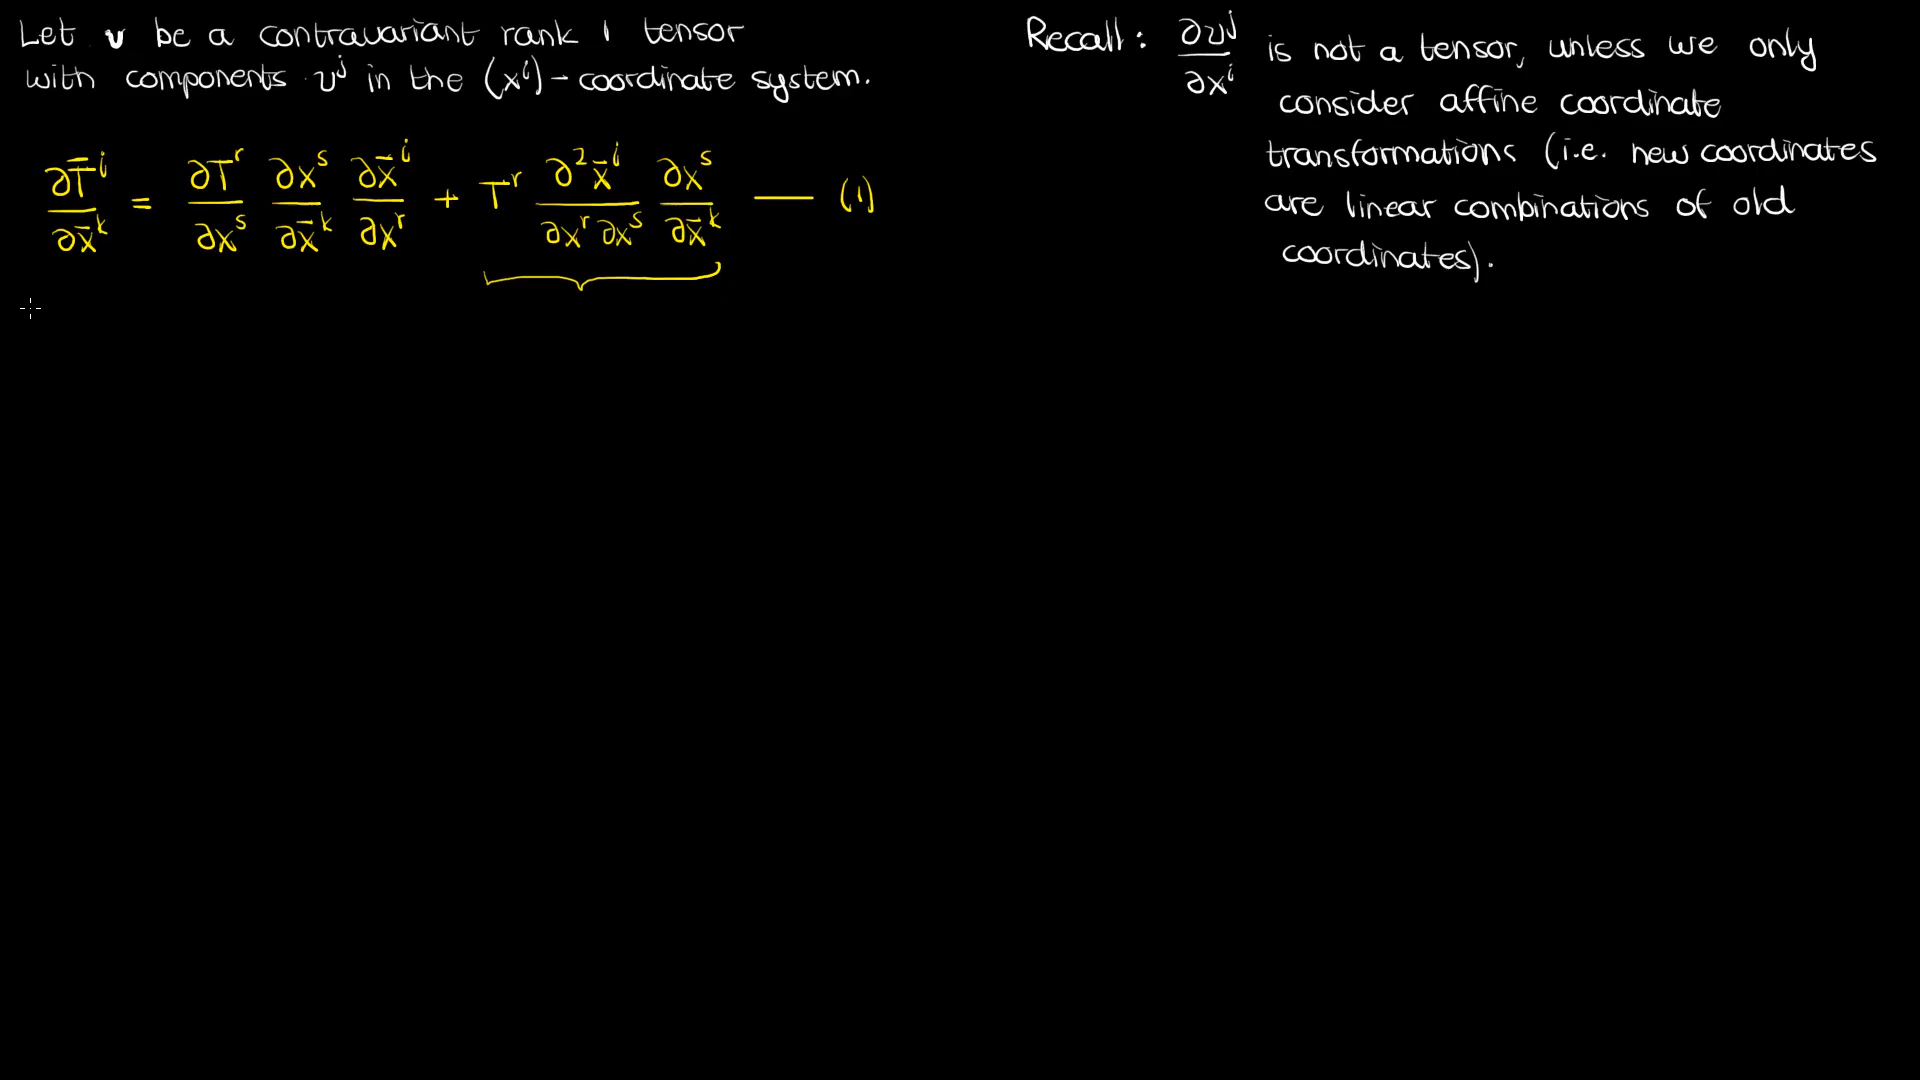 Let v be a contravariant rank 1 tensor
with components v^j in the (x^i) - coordinate system.
∂T̄^i/∂x̄^k = ∂T^r/∂x^s ∂x^s/∂x̄^k ∂x̄^i/∂x^r + T^r ∂²x̄^i/∂x^r∂x^s ∂x^s/∂x̄^k — (1)
Recall: ∂v^j/∂x^i is not a tensor, unless we only
consider affine coordinate
transformations (i.e. new coordinates
are linear combinations of old
coordinates).